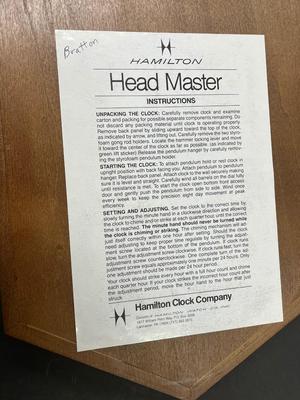 Bratton
HAMILTON
Head Master
INSTRUCTIONS
UNPACKING THE CLOCK: Carefully remove clock and examine
carton and packing for possible separate components remaining. Do
not discard any packing material until clock is operating properly.
Remove back panel by sliding upward toward the top of the clock,
as indicated by arrow, and lifting out. Carefully remove the two styro-
foam gong rod holders. Locate the hammer locking lever and move
it toward the center of the clock as far as possible. (as indicated by
green lift sticker) Release the pendulum hanger by carefully remov-
ing the styrofoam pendulum holder.
STARTING THE CLOCK: To attach pendulum hold or rest clock in
upright position with back facing you. Attach pendulum to pendulum
hanger. Replace back panel. Attach clock to the wall securely making
sure it is level and straight. Carefully wind all barrels on the dial fully
until resistance is met. To start the clock open bottom portion of the
door and gently push the pendulum from side to side. Wind once
every week to keep the precision eight day movement at peak
efficiency.
SETTING AND ADJUSTING. Set the clock to the correct time by
slowly turning the minute hand in a clockwise direction and allowing
the clock to chime and/or strike at each quarter hour until the correct
time is reached. The minute hand should never be turned while
the clock is chiming or striking. The chiming mechanism will ad-
just itself correctly within one hour after setting. Should the clock
need adjusting to keep proper time regulate by turning the adjust-
ment screw located at the bottom of the pendulum. If clock runs
slow, turn the adjustment screw clockwise. If clock runs fast, turn the
adjustment screw counterclockwise. One complete turn of the ad-
justment screw equals approximately one minute per 24 hours. Only
one adjustment should be made per 24 hour period.
Your clock should strike every hour with a full hour count and chime
each quarter hour. If your clock strikes the incorrect hour after
the adjustment period, move the hour hand to the hour that just
struck.
Hamilton Clock Company
Division of HAMILTON WATCH CO., INC.